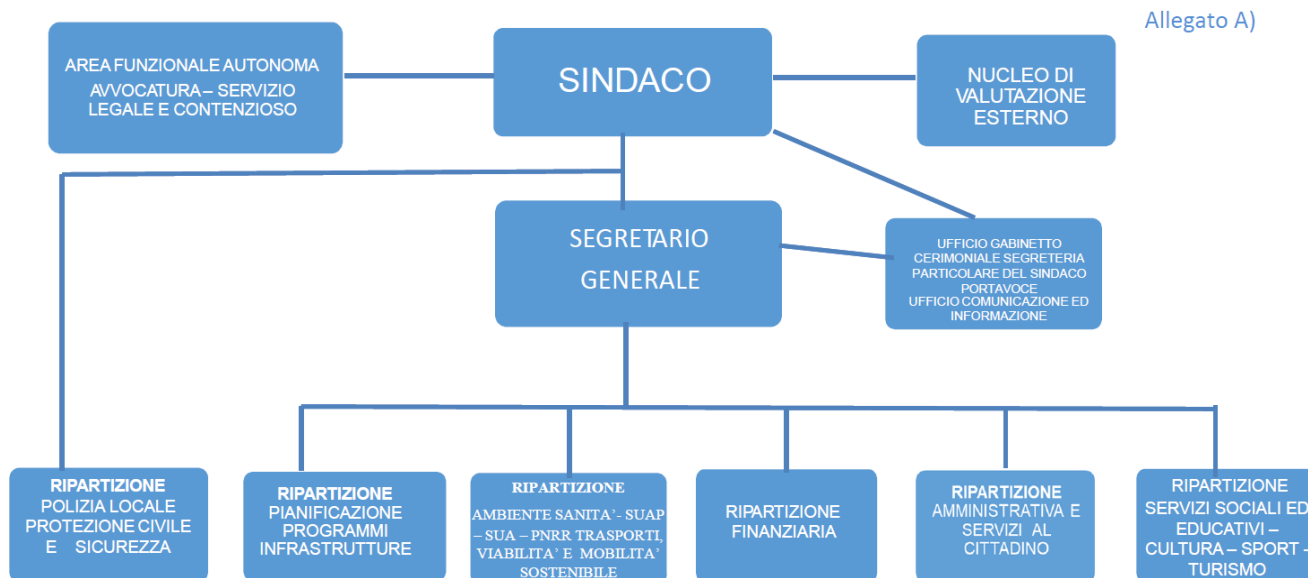 Allegato A)
AREA FUNZIONALE AUTONOMA
AVVOCATURA – SERVIZIO
LEGALE E CONTENZIOSO
SINDACO
NUCLEO DI
VALUTAZIONE
ESTERNO
SEGRETARIO
GENERALE
UFFICIO GABINETTO
CERIMONIALE SEGRETERIA
PARTICOLARE DEL SINDACO
PORTAVOCE
UFFICIO COMUNICAZIONE ED
INFORMAZIONE
RIPARTIZIONE
POLIZIA LOCALE
PROTEZIONE CIVILE
E SICUREZZA
RIPARTIZIONE
PIANIFICAZIONE
PROGRAMMI
INFRASTRUTTURE
RIPARTIZIONE
AMBIENTE SANITA’- SUAP
– SUA – PNRR TRASPORTI,
VIABILITA’ E MOBILITA’
SOSTENIBILE
RIPARTIZIONE
FINANZIARIA
RIPARTIZIONE
AMMINISTRATIVA E
SERVIZI AL
CITTADINO
RIPARTIZIONE
SERVIZI SOCIALI ED
EDUCATIVI –
CULTURA – SPORT -
TURISMO